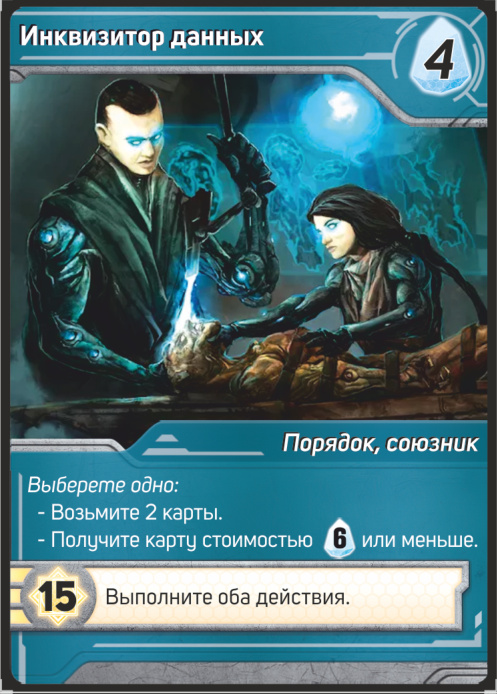 Инквизитор данных
4
Порядок, союзник
Выберете одно:
- Возьмите 2 карты.
- Получите карту стоимостью 6 или меньше.
15 Выполните оба действия.